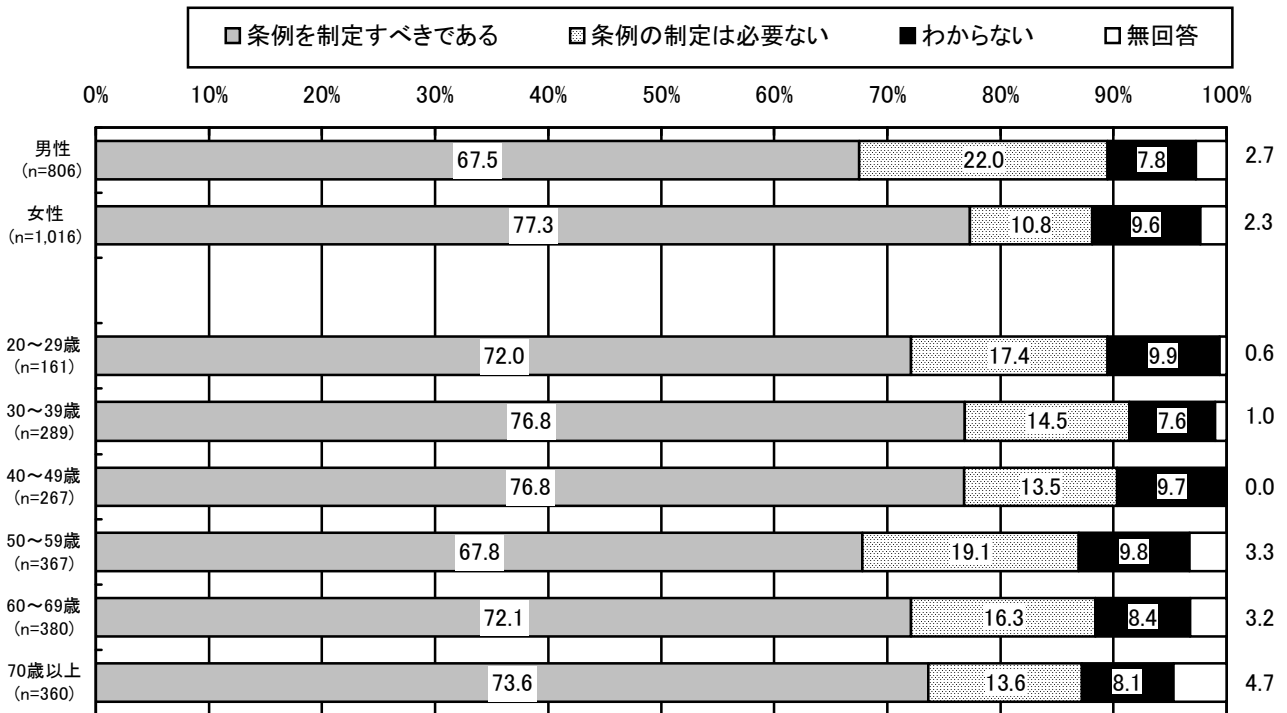 条例を制定すべきである 条例の制定は必要ない わからない 無回答
0% 10% 20% 30% 40% 50% 60% 70% 80% 90% 100%
男性
(n=806)
67.5 22.0 7.8 2.7
女性
(n=1,016)
77.3 10.8 9.6 2.3
20～29歳
(n=161)
72.0 17.4 9.9 0.6
30～39歳
(n=289)
76.8 14.5 7.6 1.0
40～49歳
(n=267)
76.8 13.5 9.7 0.0
50～59歳
(n=367)
67.8 19.1 9.8 3.3
60～69歳
(n=380)
72.1 16.3 8.4 3.2
70歳以上
(n=360)
73.6 13.6 8.1 4.7